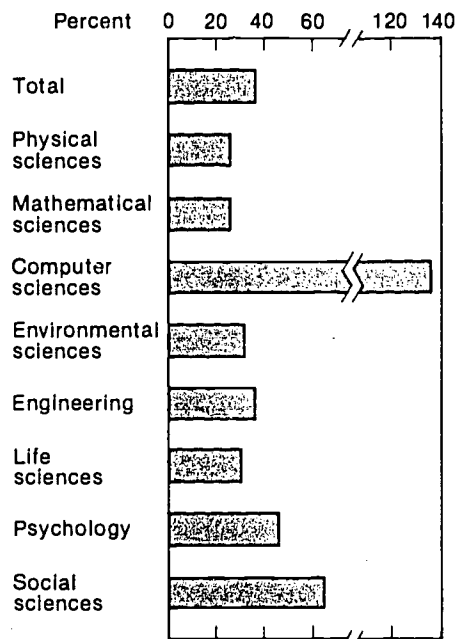 Percent 0 20 40 60 120 140
Total
Physical
sciences
Mathematical
sciences
Computer
sciences
Environmental
sciences
Engineering
Life
sciences
Psychology
Social
sciences